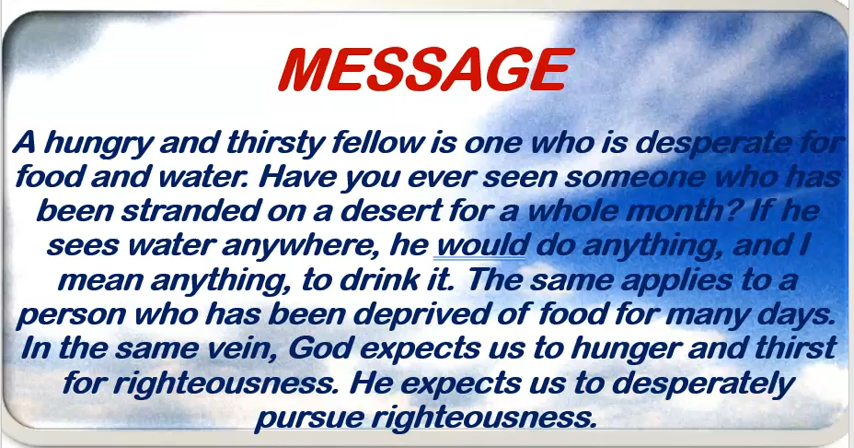 MESSAGE
A hungry and thirsty fellow is one who is desperate for
food and water. Have you ever seen someone who has
been stranded on a desert for a whole month? If he
sees water anywhere, he would do anything, and I
mean anything, to drink it. The same applies to a
person who has been deprived of food for many days.
In the same vein, God expects us to hunger and thirst
for righteousness. He expects us to desperately
pursue righteousness.